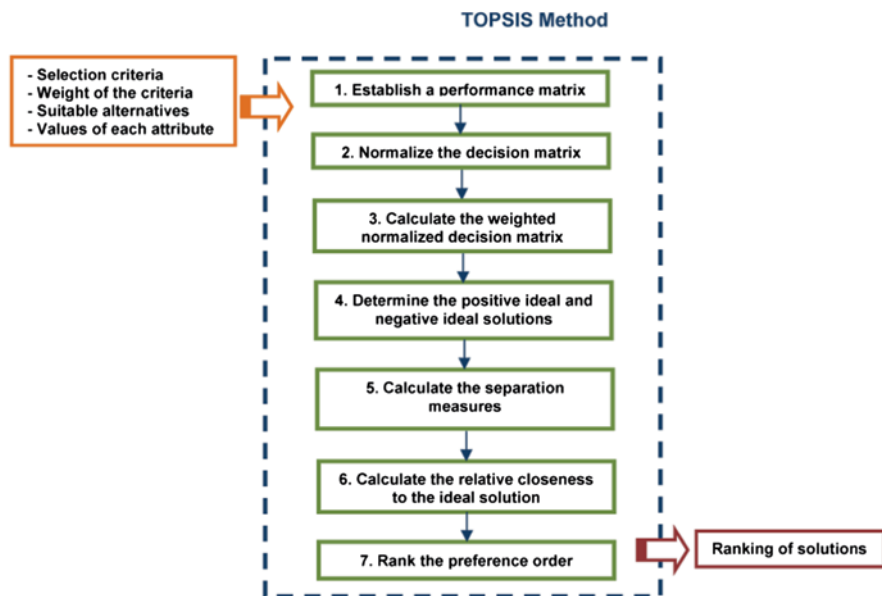 TOPSIS Method
- Selection criteria
- Weight of the criteria
- Suitable alternatives
- Values of each attribute
1. Establish a performance matrix
2. Normalize the decision matrix
3. Calculate the weighted
normalized decision matrix
4. Determine the positive ideal and
negative ideal solutions
5. Calculate the separation
measures
6. Calculate the relative closeness
to the ideal solution
7. Rank the preference order
Ranking of solutions